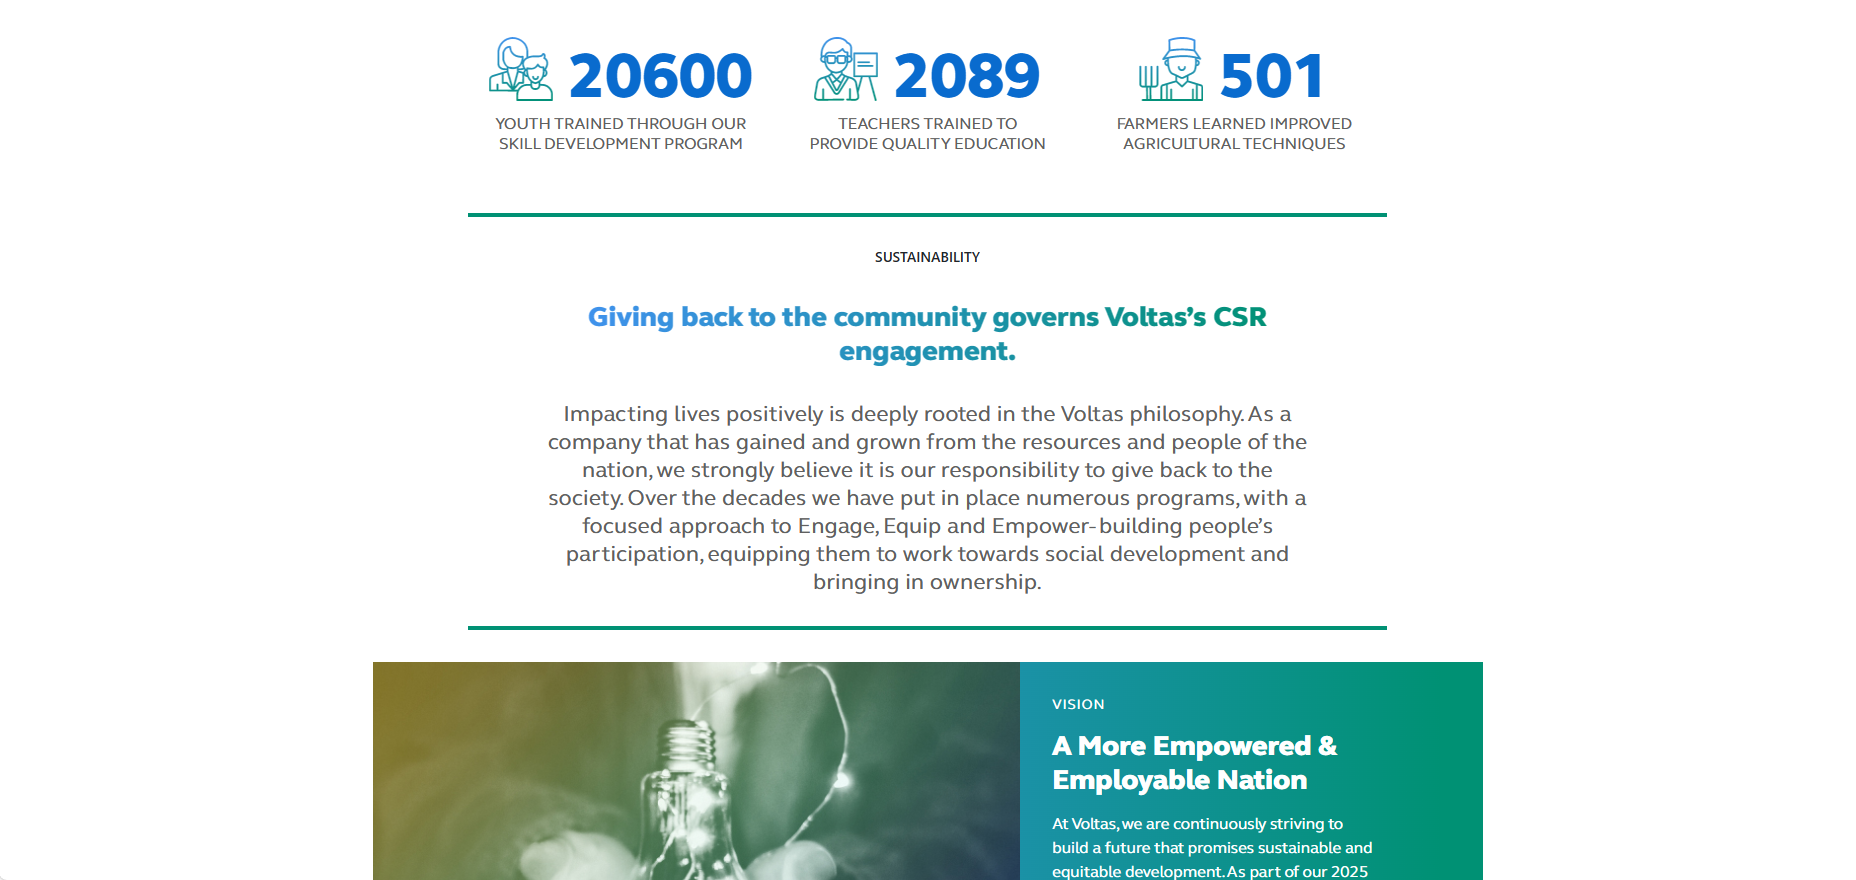 20600
YOUTH TRAINED THROUGH OUR
SKILL DEVELOPMENT PROGRAM
2089
TEACHERS TRAINED TO
PROVIDE QUALITY EDUCATION
501
FARMERS LEARNED IMPROVED
AGRICULTURAL TECHNIQUES
SUSTAINABILITY
Giving back to the community governs Voltas’s CSR
engagement.
Impacting lives positively is deeply rooted in the Voltas philosophy. As a
company that has gained and grown from the resources and people of the
nation, we strongly believe it is our responsibility to give back to the
society. Over the decades we have put in place numerous programs, with a
focused approach to Engage, Equip and Empower- building people’s
participation, equipping them to work towards social development and
bringing in ownership.
VISION
A More Empowered &
Employable Nation
At Voltas, we are continuously striving to
build a future that promises sustainable and
equitable development. As part of our 2025